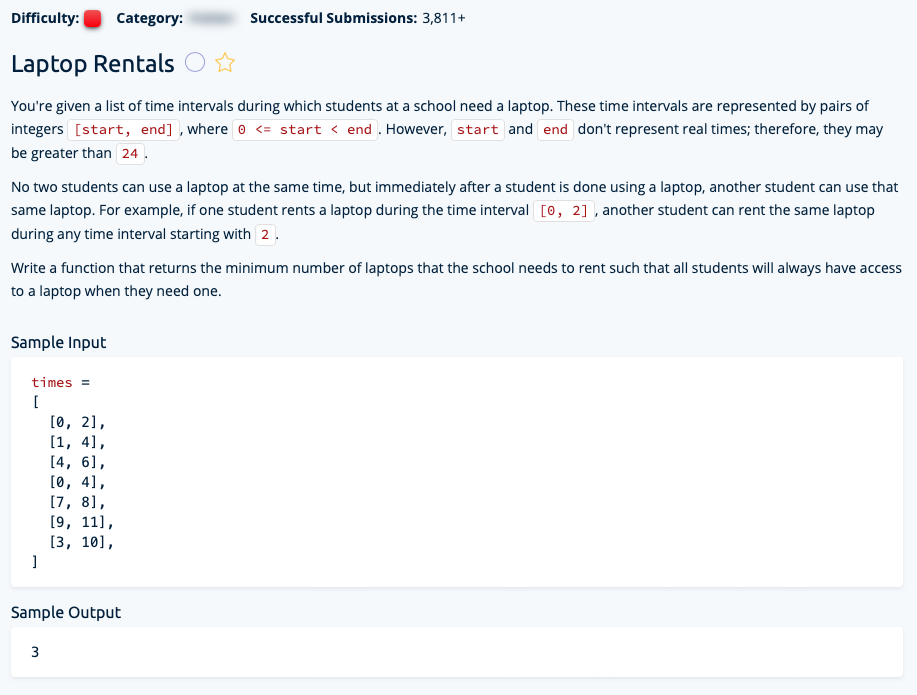 Difficulty: Category: Successful Submissions: 3,811+
Laptop Rentals
You're given a list of time intervals during which students at a school need a laptop. These time intervals are represented by pairs of
integers [start, end], where 0 <= start < end. However, start and end don't represent real times; therefore, they may
be greater than 24.
No two students can use a laptop at the same time, but immediately after a student is done using a laptop, another student can use that
same laptop. For example, if one student rents a laptop during the time interval [0, 2], another student can rent the same laptop
during any time interval starting with 2.
Write a function that returns the minimum number of laptops that the school needs to rent such that all students will always have access
to a laptop when they need one.
Sample Input
times =
[
[0, 2],
[1, 4],
[4, 6],
[0, 4],
[7, 8],
[9, 11],
[3, 10],
]
Sample Output
3